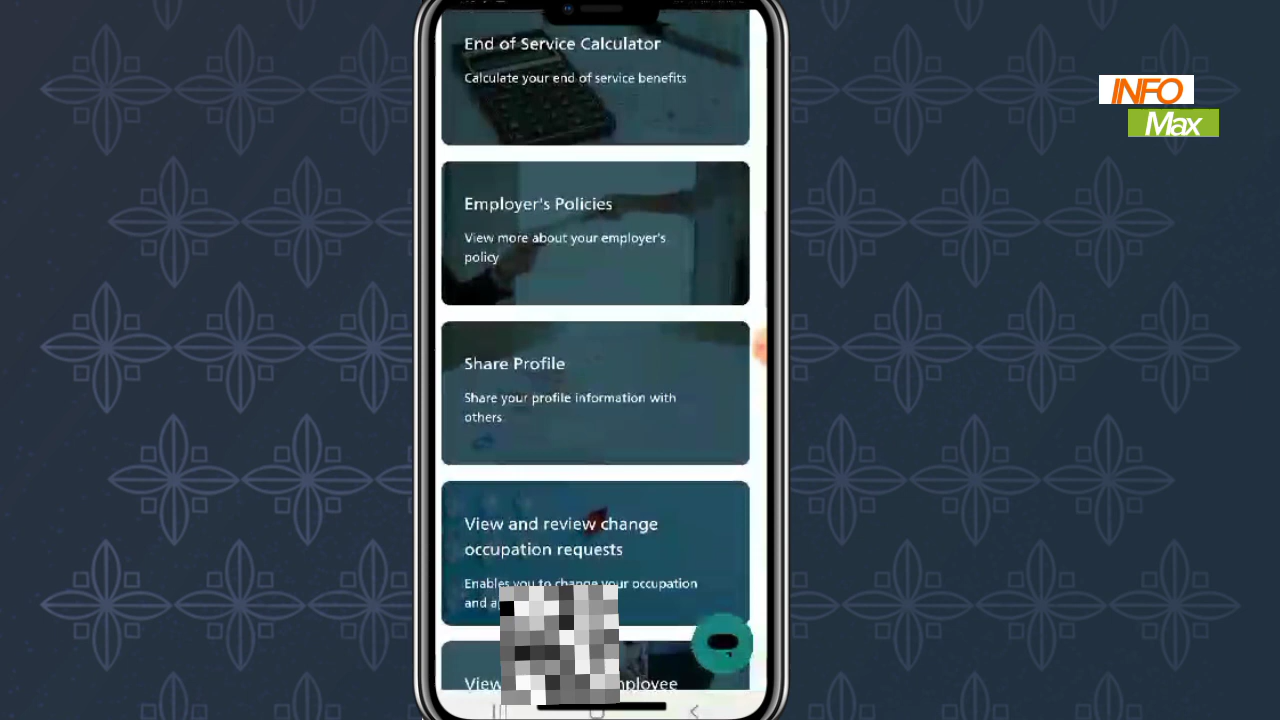 End of Service Calculator
Calculate your end of service benefits
INFO
Max
Employer's Policies
View more about your employer's
policy
Share Profile
Share your profile information with
others
View and review change
occupation requests
Enables you to change your occupation
and
View